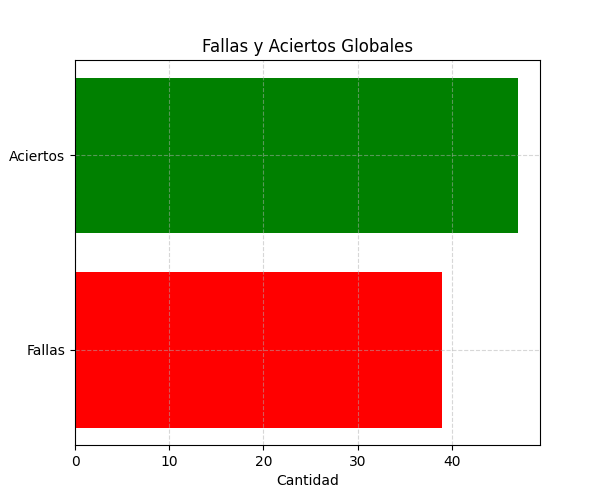 Fallas y Aciertos Globales
Aciertos
Fallas
0 10 20 30 40
Cantidad